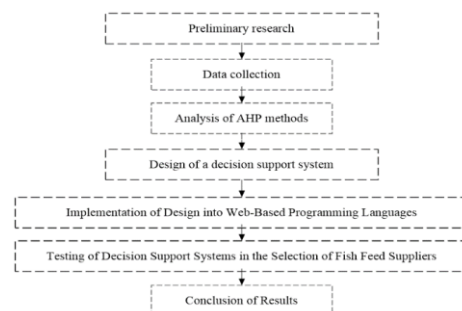 Preliminary research
Data collection
Analysis of AHP methods
Design of a decision support system
Implementation of Design into Web-Based Programming Languages
Testing of Decision Support Systems in the Selection of Fish Feed Suppliers
Conclusion of Results